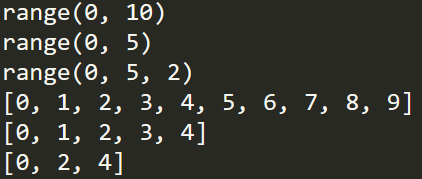 range(0, 10)
range(0, 5)
range(0, 5, 2)
[0, 1, 2, 3, 4, 5, 6, 7, 8, 9]
[0, 1, 2, 3, 4]
[0, 2, 4]